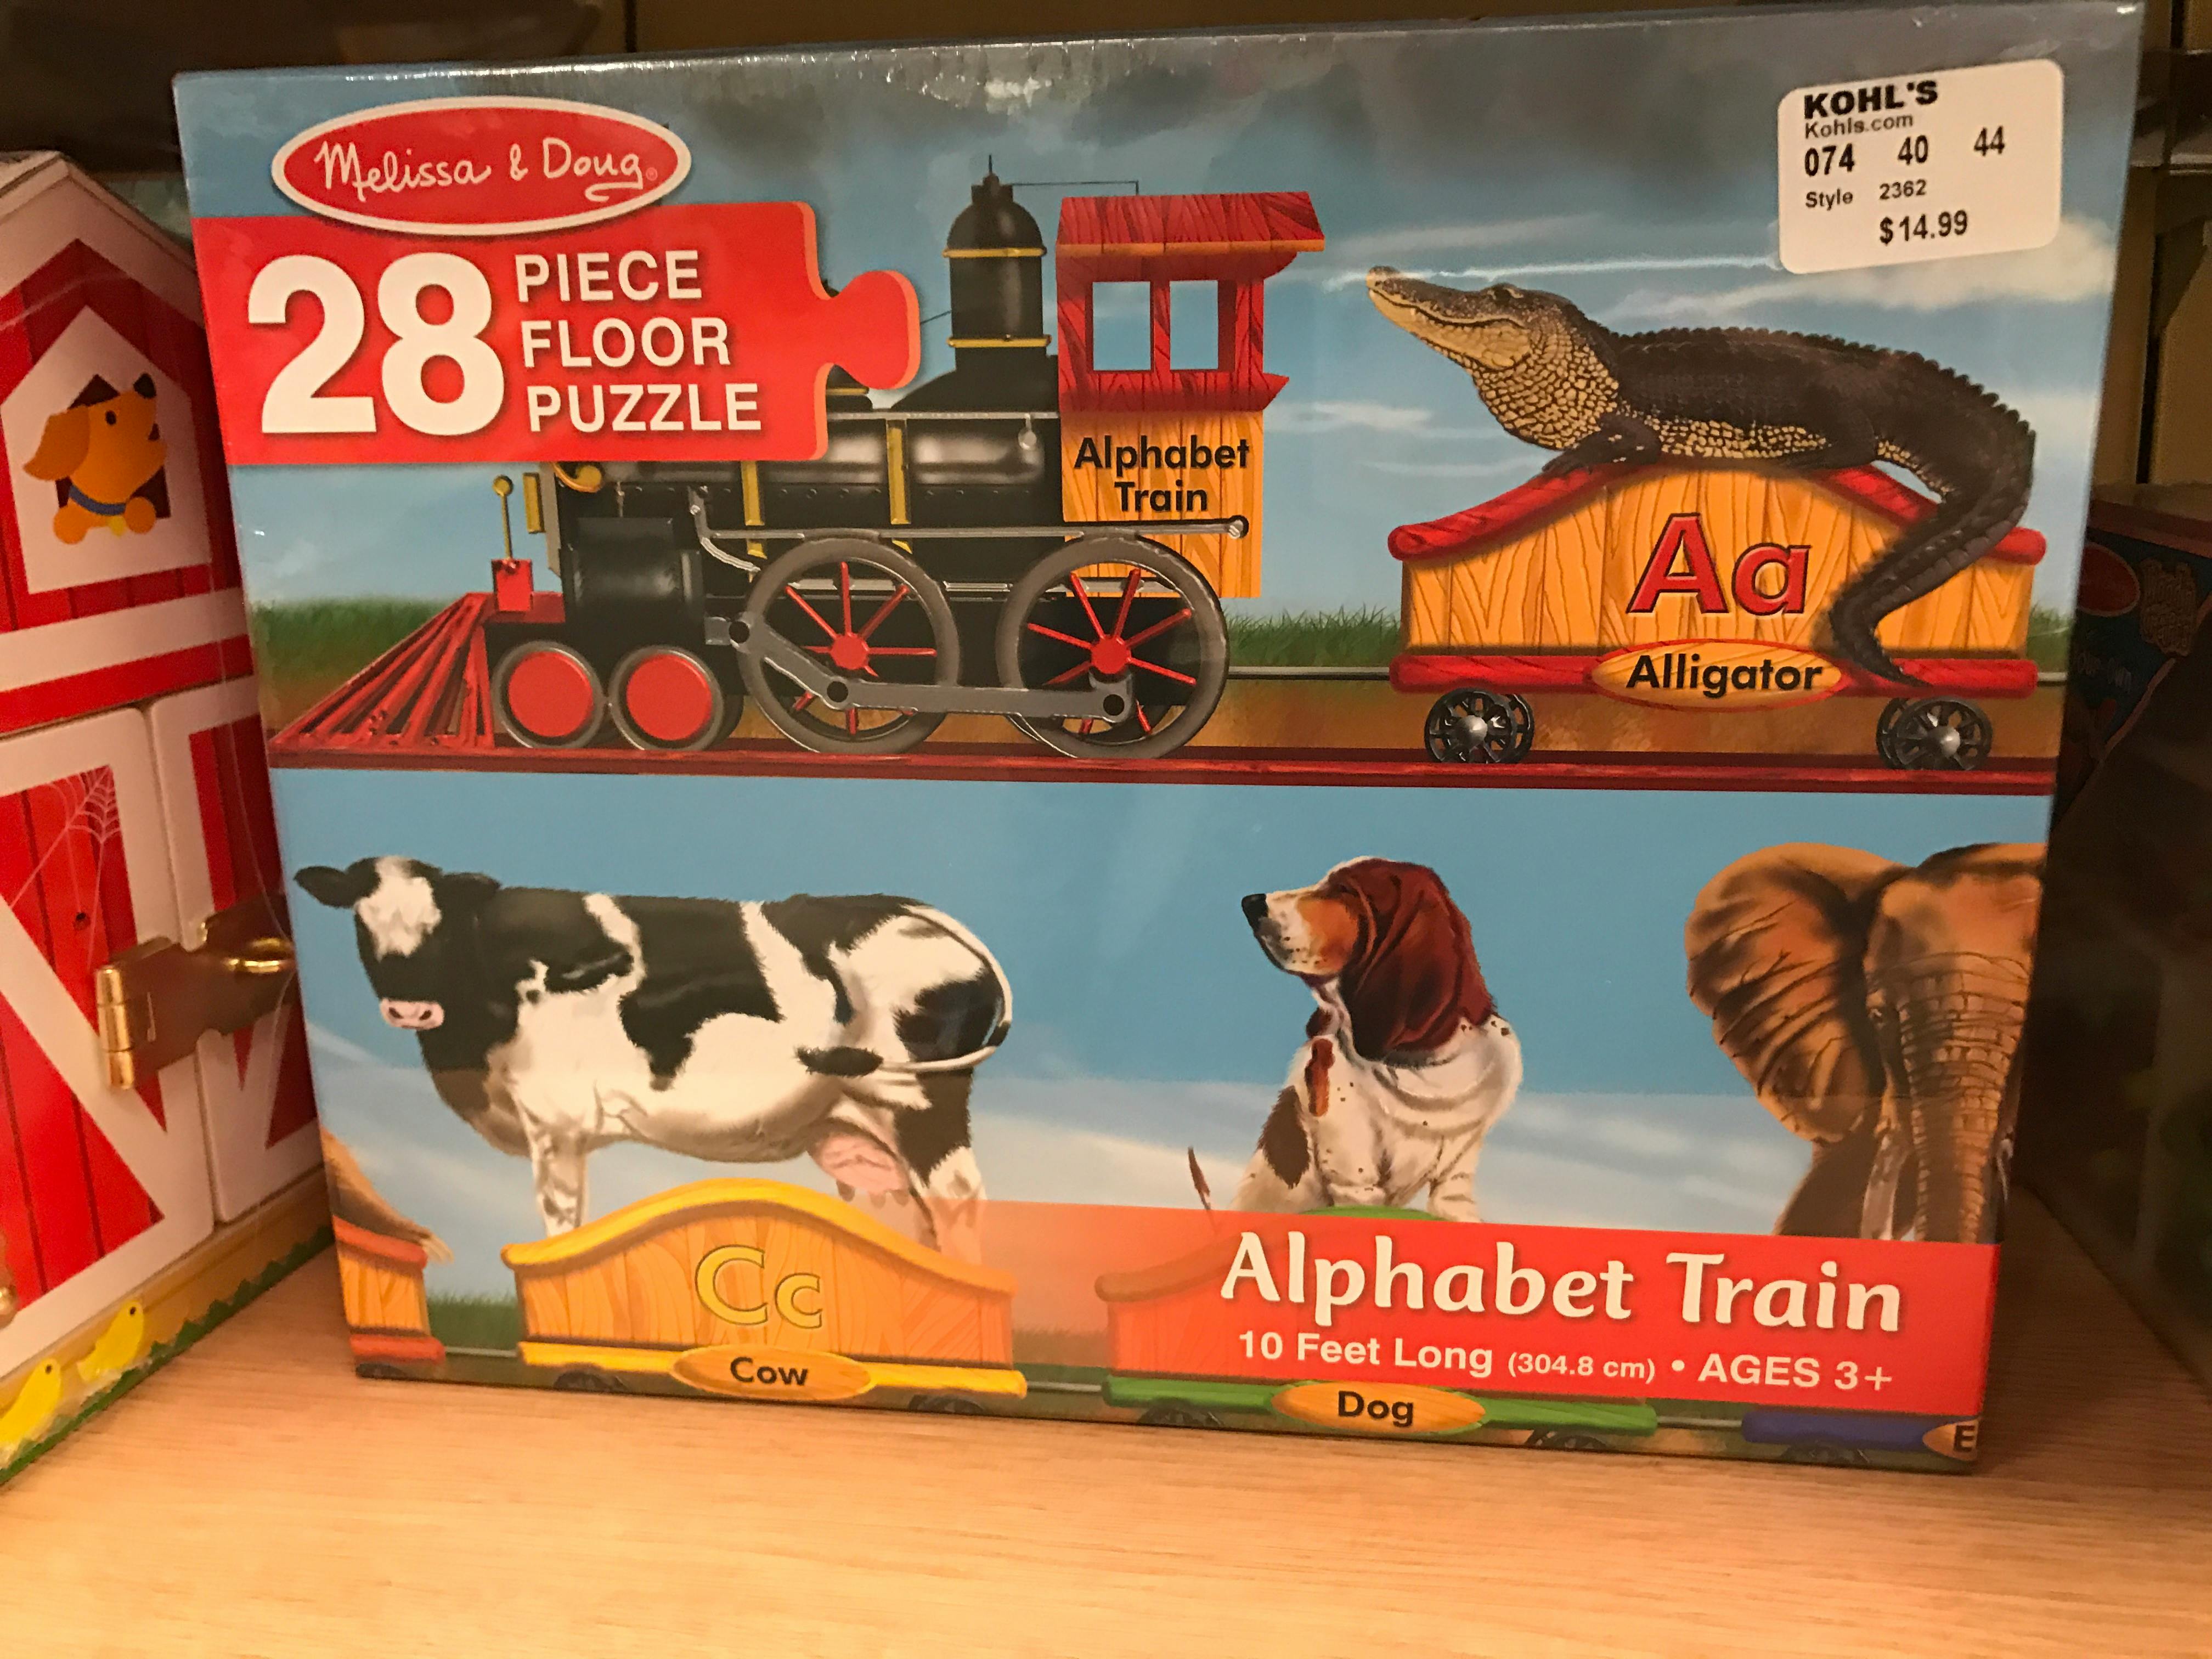 Melissa & Doug®
28 PIECE
FLOOR
PUZZLE
KOHL'S
Kohls.com
074 40 44
Style 2362
$14.99
Alphabet
Train
Aa
Alligator
Cc
Cow
Alphabet Train
10 Feet Long (304.8 cm) • AGES 3+
Dog
E